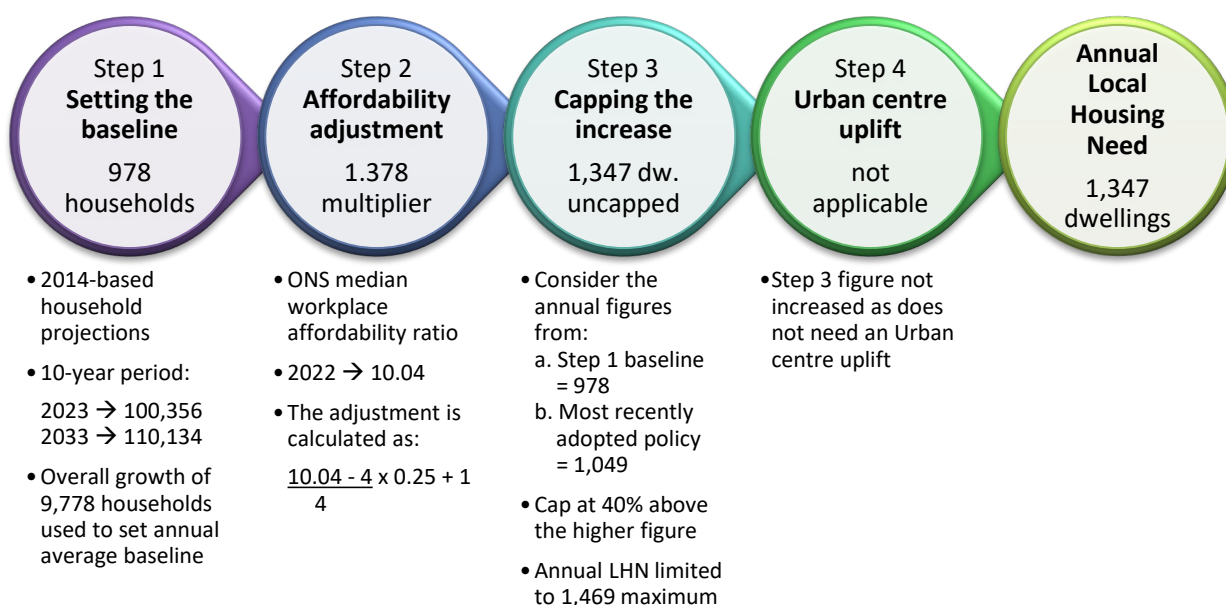 Step 1
Setting the
baseline
978
households
Step 2
Affordability
adjustment
1.378
multiplier
Step 3
Capping the
increase
1,347 dw.
uncapped
Step 4
Urban centre
uplift
not
applicable
Annual
Local
Housing
Need
1,347
dwellings
• 2014-based
household
projections
• 10-year period:
2023 → 100,356
2033 → 110,134
• Overall growth of
9,778 households
used to set annual
average baseline
• ONS median
workplace
affordability ratio
• 2022 → 10.04
• The adjustment is
calculated as:
10.04 - 4 x 0.25 + 1
4
• Consider the
annual figures
from:
a. Step 1 baseline
= 978
b. Most recently
adopted policy
= 1,049
• Cap at 40% above
the higher figure
• Annual LHN limited
to 1,469 maximum
• Step 3 figure not
increased as does
not need an Urban
centre uplift